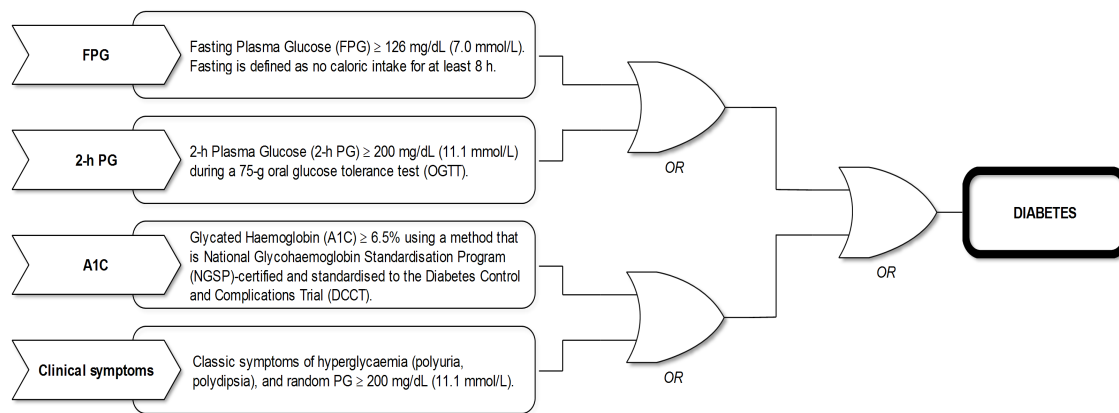 FPG
Fasting Plasma Glucose (FPG) ≥ 126 mg/dL (7.0 mmol/L).
Fasting is defined as no caloric intake for at least 8 h.
2-h PG
2-h Plasma Glucose (2-h PG) ≥ 200 mg/dL (11.1 mmol/L)
during a 75-g oral glucose tolerance test (OGTT).
OR
A1C
Glycated Haemoglobin (A1C) ≥ 6.5% using a method that
is National Glycohaemoglobin Standardisation Program
(NGSP)-certified and standardised to the Diabetes Control
and Complications Trial (DCCT).
Clinical symptoms
Classic symptoms of hyperglycaemia (polyuria,
polydipsia), and random PG ≥ 200 mg/dL (11.1 mmol/L).
OR
OR
DIABETES